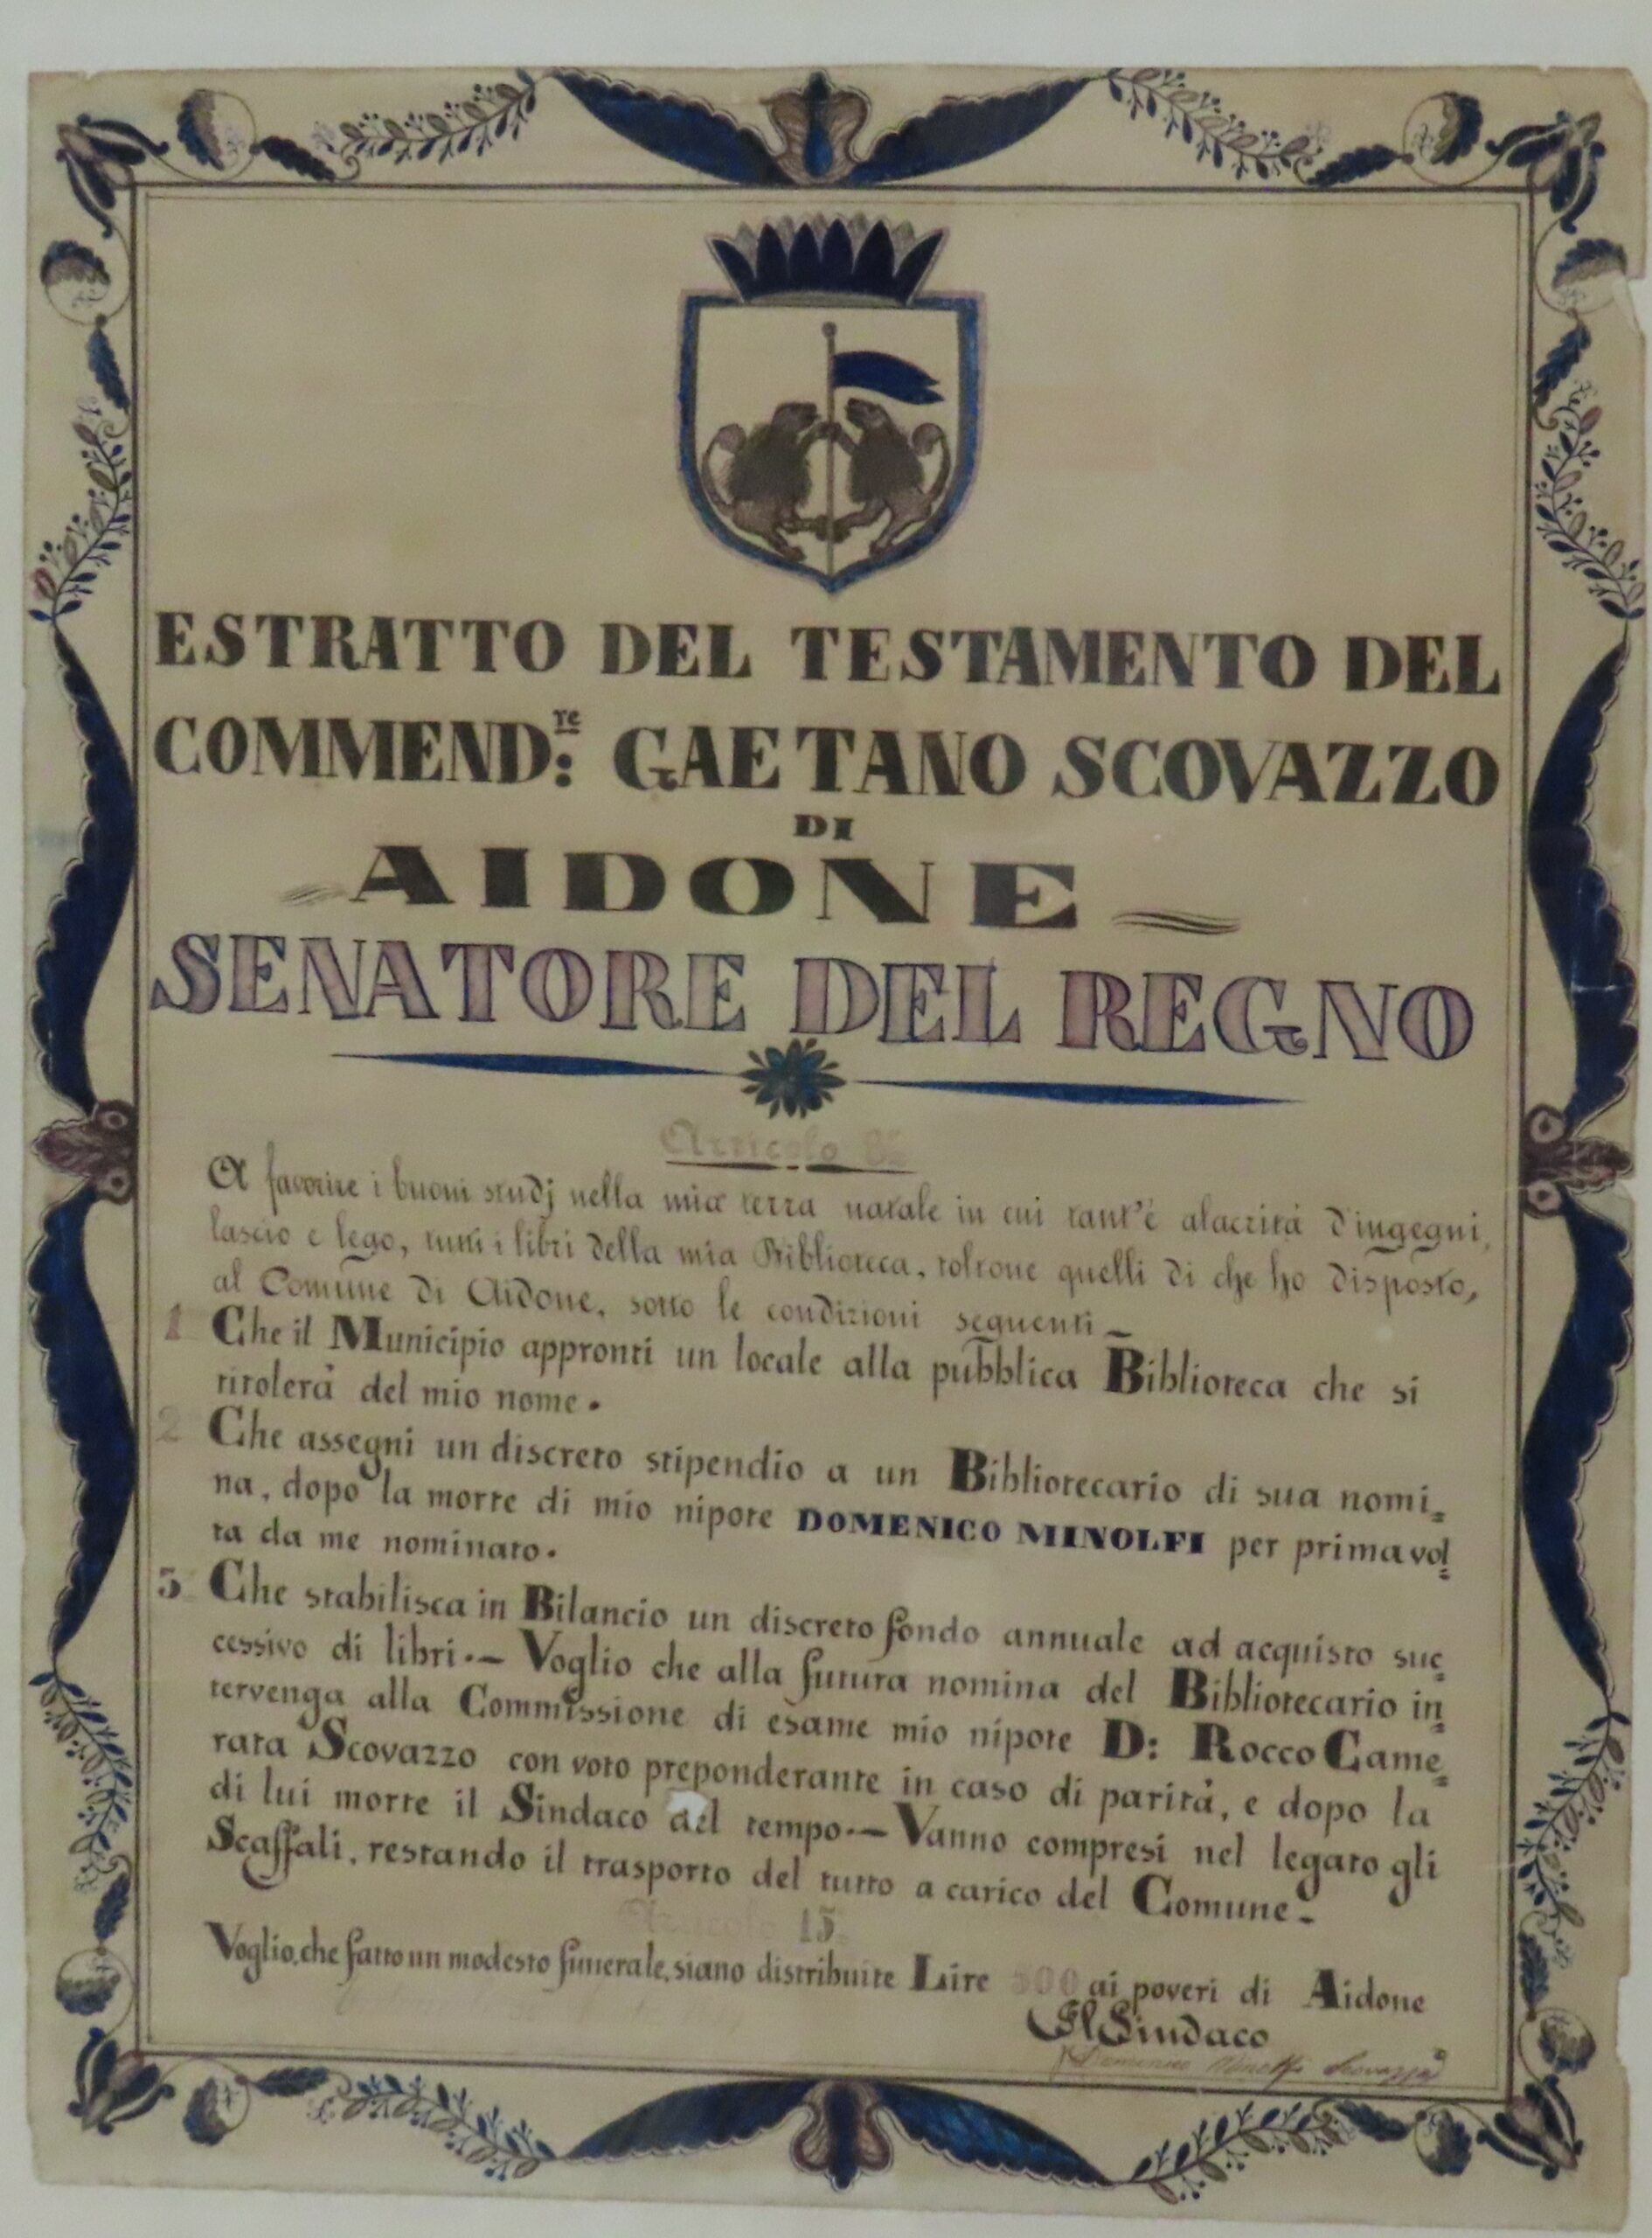 ESTRATTO DEL TESTAMENTO DEL
COMMEND:re GAETANO SCOVAZZO
DI
AIDONE
SENATORE DEL REGNO
Articolo 8
A favorire i buoni studj nella mia terra natale in cui tant'è alacrità d'ingegni,
lascio e lego, tutti i libri della mia Biblioteca, toltone quelli di che ho disposto,
al Comune di Aidone, sotto le condizioni seguenti –
1 Che il Municipio appronti un locale alla pubblica Biblioteca che si
titolerà del mio nome.
2 Che assegni un discreto stipendio a un Bibliotecario di sua nomi=
na, dopo la morte di mio nipote DOMENICO MINOLFI per prima vol=
ta da me nominato.
3 Che stabilisca in Bilancio un discreto fondo annuale ad acquisto suc=
cessivo di libri.– Voglio che alla futura nomina del Bibliotecario in=
tervenga alla Commissione di esame mio nipote D: Rocco Came=
rata Scovazzo con voto preponderante in caso di parità, e dopo la
di lui morte il Sindaco del tempo.– Vanno compresi nel legato gli
Scaffali, restando il trasporto del tutto a carico del Comune –
Articolo 15
Voglio, che fatto un modesto funerale, siano distribuite Lire 500 ai poveri di Aidone
Il Sindaco
Domenico Minolfi Scovazzo